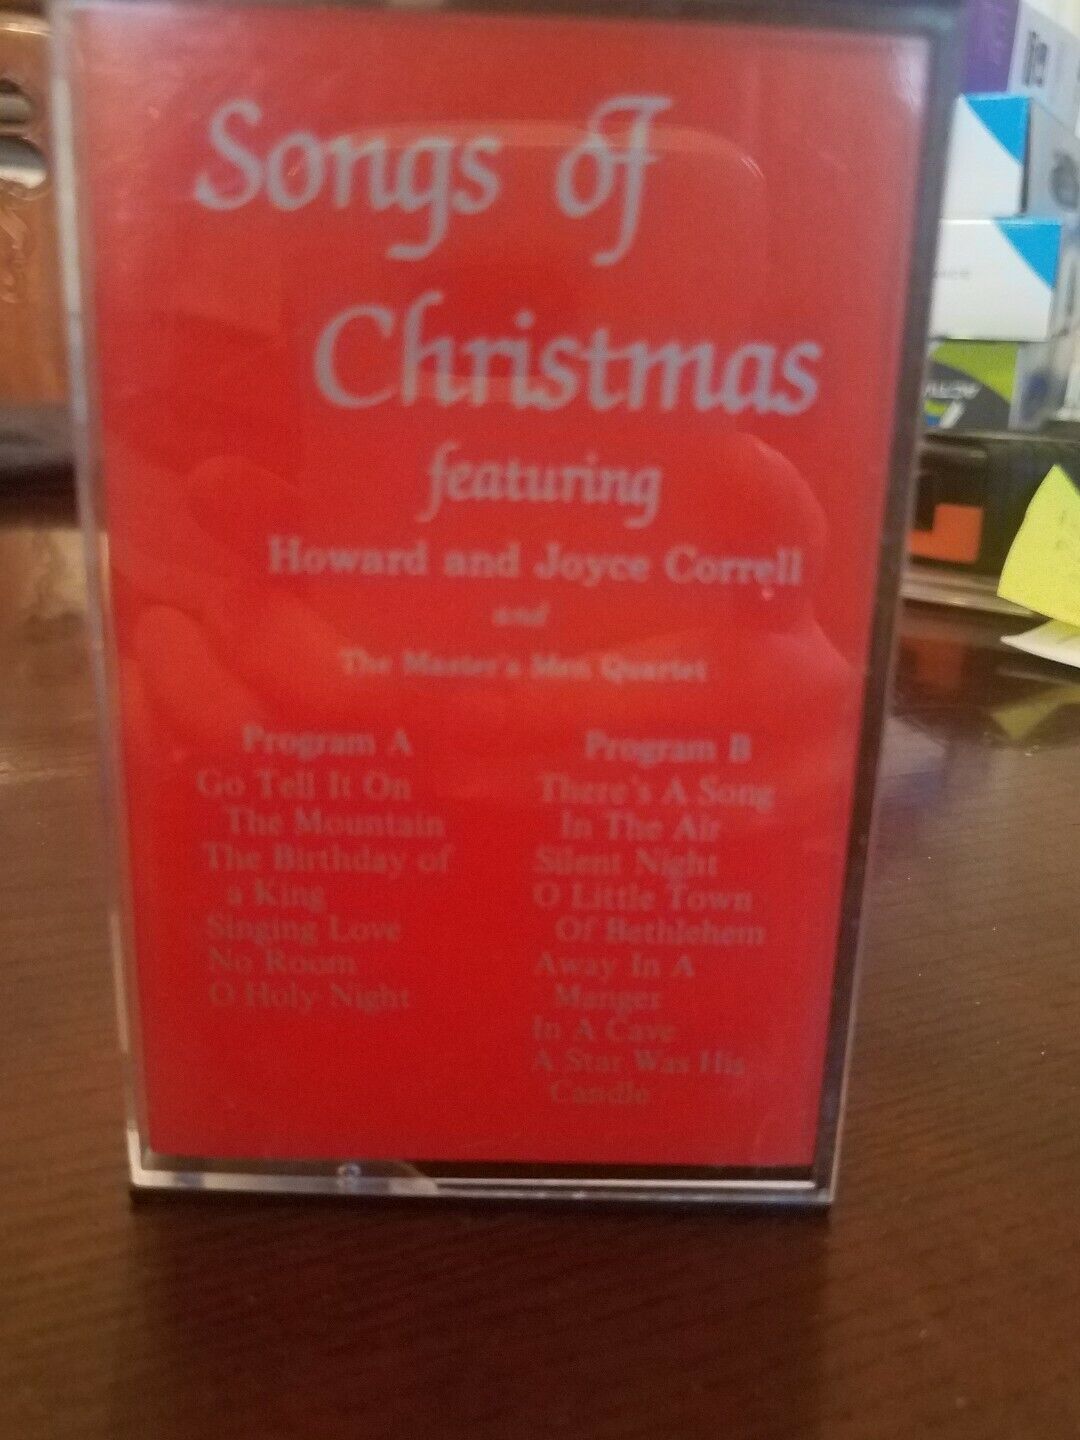 Songs of
Christmas
featuring
Howard and Joyce Correll
and
The Master's Men Quartet
Program A
Go Tell It On
The Mountain
The Birthday of
a King
Singing Love
No Room
O Holy Night
Program B
There's A Song
In The Air
Silent Night
O Little Town
Of Bethlehem
Away In A
Manger
In A Cave
A Star Was His
Candle